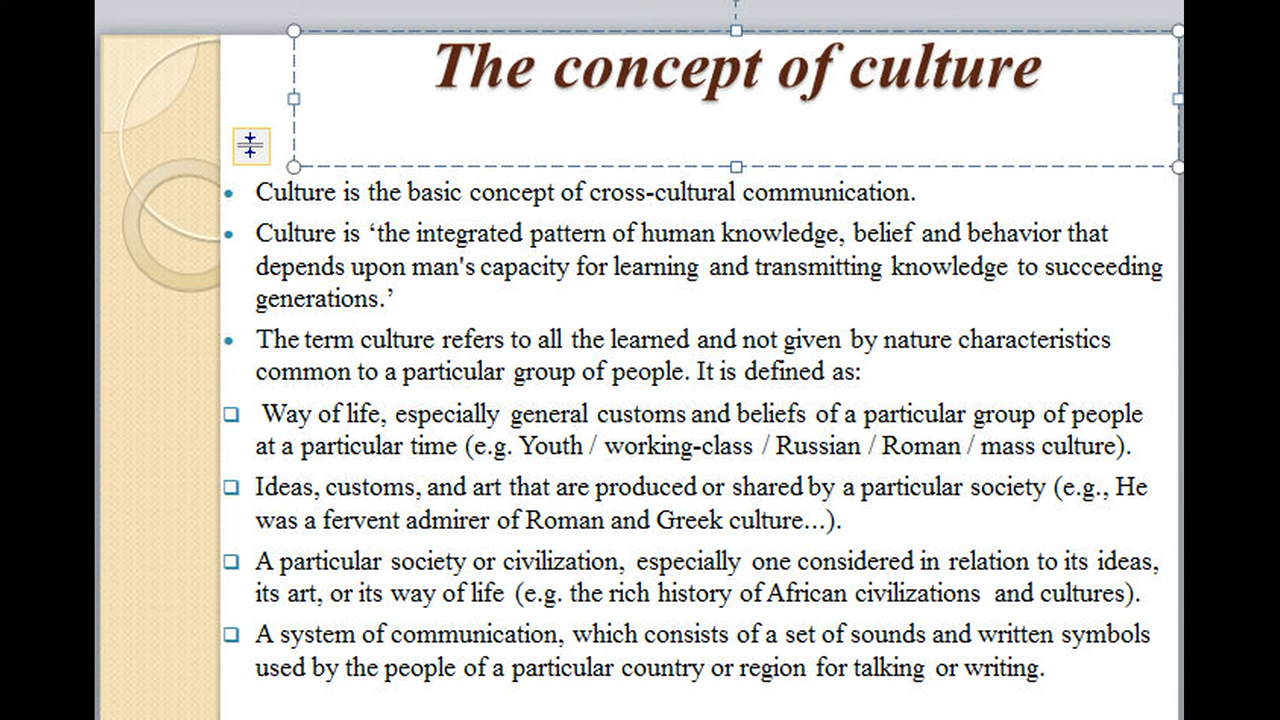 The concept of culture
Culture is the basic concept of cross-cultural communication.
Culture is ‘the integrated pattern of human knowledge, belief and behavior that
depends upon man's capacity for learning and transmitting knowledge to succeeding
generations.’
The term culture refers to all the learned and not given by nature characteristics
common to a particular group of people. It is defined as:
Way of life, especially general customs and beliefs of a particular group of people
at a particular time (e.g. Youth / working-class / Russian / Roman / mass culture).
Ideas, customs, and art that are produced or shared by a particular society (e.g., He
was a fervent admirer of Roman and Greek culture...).
A particular society or civilization, especially one considered in relation to its ideas,
its art, or its way of life (e.g. the rich history of African civilizations and cultures).
A system of communication, which consists of a set of sounds and written symbols
used by the people of a particular country or region for talking or writing.